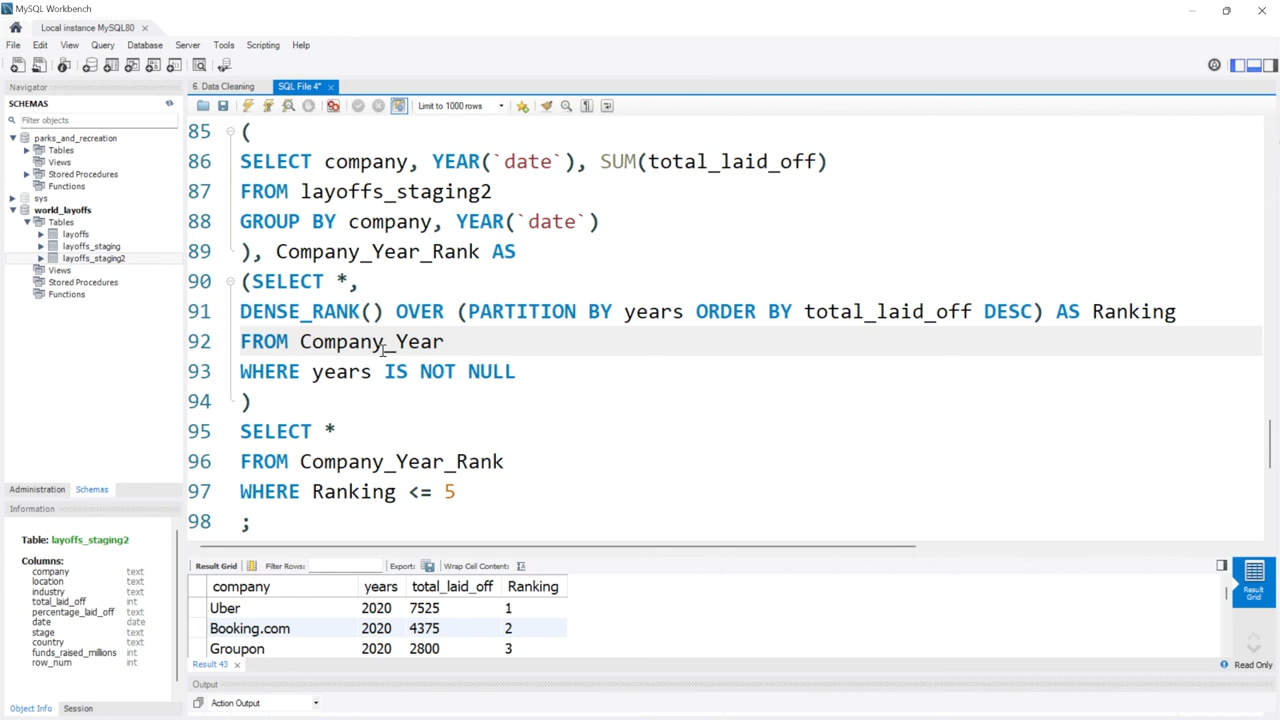 MySQL Workbench
Local instance MySQL80
File Edit View Query Database Server Tools Scripting Help
Navigator
SCHEMAS
Filter objects
parks_and_recreation
Tables
Views
Stored Procedures
Functions
sys
world_layoffs
Tables
layoffs
layoffs_staging
layoffs_staging2
Views
Stored Procedures
Functions
Administration Schemas
Information
Table: layoffs_staging2
Columns:
company text
location text
industry text
total_laid_off int
percentage_laid_off text
date date
stage text
country text
funds_raised_millions int
row_num int
Object Info Session
6. Data Cleaning SQL File 4*
Limit to 1000 rows
85 (
86 SELECT company, YEAR(`date`), SUM(total_laid_off)
87 FROM layoffs_staging2
88 GROUP BY company, YEAR(`date`)
89 ), Company_Year_Rank AS
90 (SELECT *,
91 DENSE_RANK() OVER (PARTITION BY years ORDER BY total_laid_off DESC) AS Ranking
92 FROM Company_Year
93 WHERE years IS NOT NULL
94 )
95 SELECT *
96 FROM Company_Year_Rank
97 WHERE Ranking <= 5
98 ;
Result Grid Filter Rows: Export: Wrap Cell Contents:
company years total_laid_off Ranking
Uber 2020 7525 1
Booking.com 2020 4375 2
Groupon 2020 2800 3
Result Grid
Result 43 Read Only
Output
Action Output